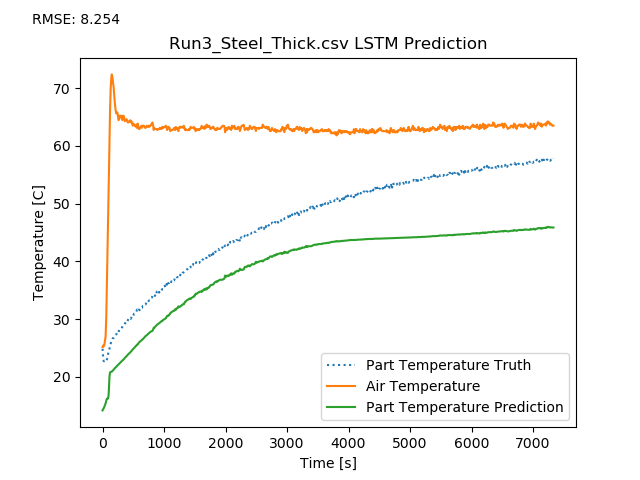 RMSE: 8.254
Run3_Steel_Thick.csv LSTM Prediction
Temperature [C]
70
60
50
40
30
20
Part Temperature Truth
Air Temperature
Part Temperature Prediction
0 1000 2000 3000 4000 5000 6000 7000
Time [s]